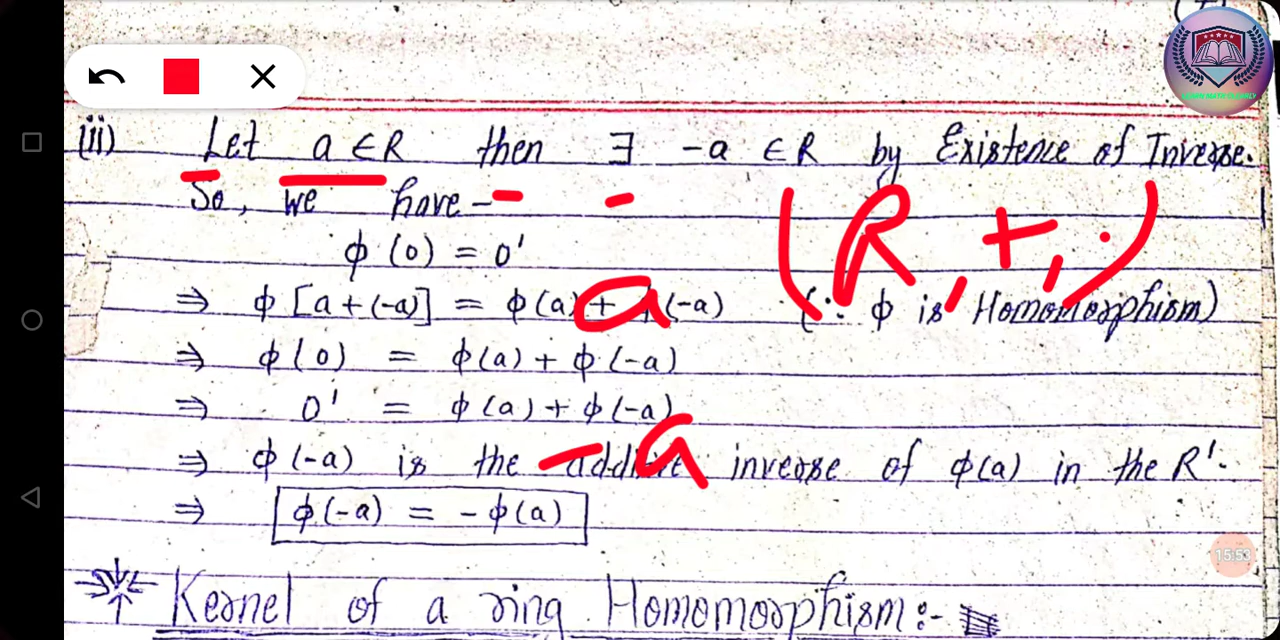 (ii) Let a ∈ R then ∃ -a ∈ R by Existence of Inverse.
So, we have -
(R, +, ·)
ϕ (0) = 0'
⇒ ϕ [a + (-a)] = ϕ (a) + ϕ (-a) (∵ ϕ is Homomorphism)
a
⇒ ϕ (0) = ϕ (a) + ϕ (-a)
⇒ 0' = ϕ (a) + ϕ (-a)
⇒ ϕ (-a) is the additive inverse of ϕ(a) in the R'.
-a
⇒ ϕ (-a) = - ϕ (a)
15:53
Kernel of a ring Homomorphism:-